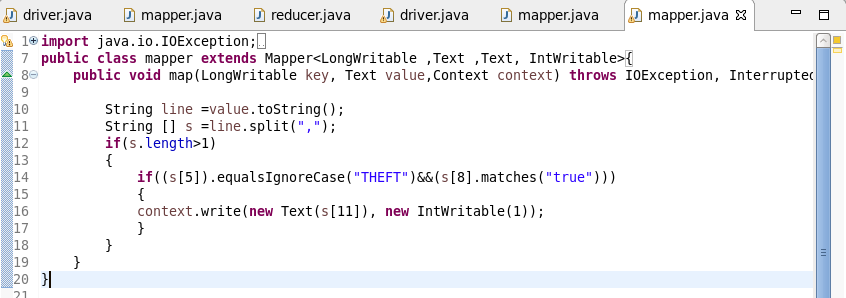 driver.java mapper.java reducer.java driver.java mapper.java mapper.java
1 import java.io.IOException;
7 public class mapper extends Mapper<LongWritable ,Text ,Text, IntWritable>{
8 public void map(LongWritable key, Text value,Context context) throws IOException, Interrupted
9
10 String line =value.toString();
11 String [] s =line.split(",");
12 if(s.length>1)
13 {
14 if((s[5]).equalsIgnoreCase("THEFT")&&(s[8].matches("true")))
15 {
16 context.write(new Text(s[11]), new IntWritable(1));
17 }
18 }
19 }
20 }
21